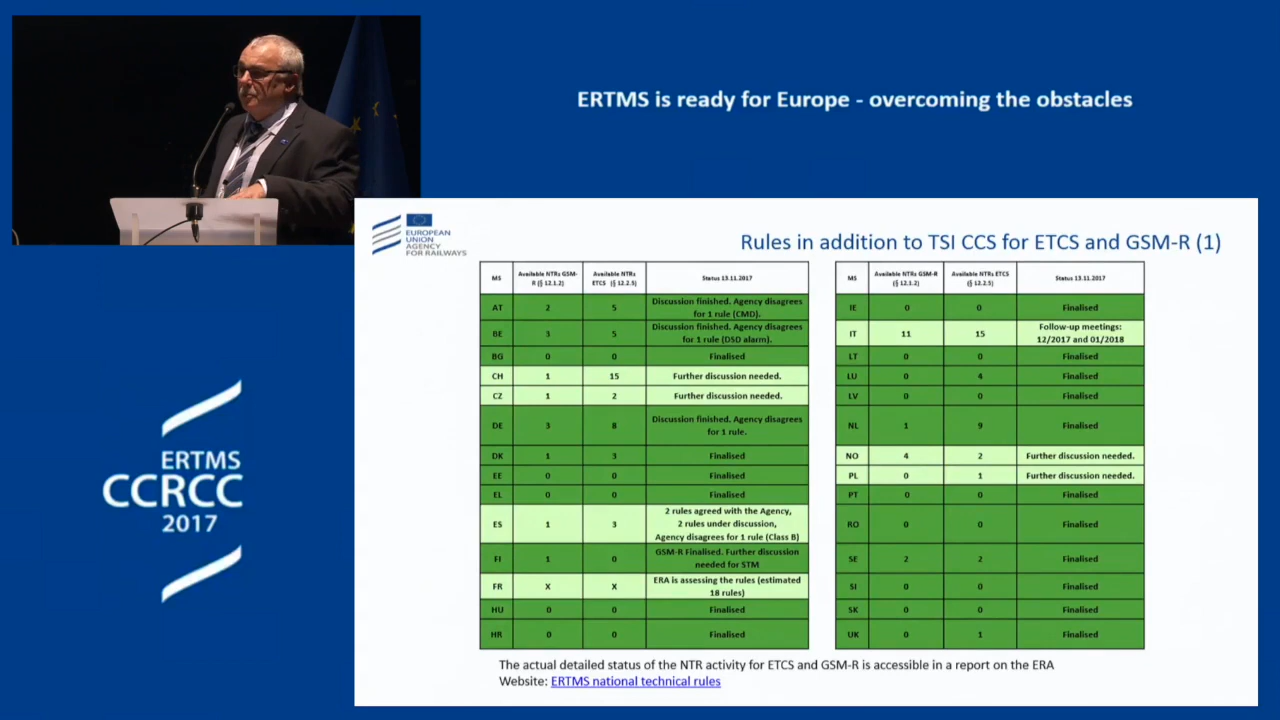 ERTMS is ready for Europe - overcoming the obstacles
EUROPEAN
UNION
AGENCY
FOR RAILWAYS
Rules in addition to TSI CCS for ETCS and GSM-R (1)
MS Available NTRs GSM-R (§ 12.1.2) Available NTRs ETCS (§ 12.2.5) Status 13.11.2017
AT 2 5 Discussion finished. Agency disagrees for 1 rule (CMD).
BE 3 5 Discussion finished. Agency disagrees for 1 rule (DSD alarm).
BG 0 0 Finalised
CH 1 15 Further discussion needed.
CZ 1 2 Further discussion needed.
DE 3 8 Discussion finished. Agency disagrees for 1 rule.
DK 1 3 Finalised
EE 0 0 Finalised
EL 0 0 Finalised
ES 1 3 2 rules agreed with the Agency, 2 rules under discussion, Agency disagrees for 1 rule (Class B)
FI 1 0 GSM-R Finalised. Further discussion needed for STM
FR X X ERA is assessing the rules (estimated 18 rules)
HU 0 0 Finalised
HR 0 0 Finalised
MS Available NTRs GSM-R (§ 12.1.2) Available NTRs ETCS (§ 12.2.5) Status 13.11.2017
IE 0 0 Finalised
IT 11 15 Follow-up meetings: 12/2017 and 01/2018
LT 0 0 Finalised
LU 0 4 Finalised
LV 0 0 Finalised
NL 1 9 Finalised
NO 4 2 Further discussion needed.
PL 0 1 Further discussion needed.
PT 0 0 Finalised
RO 0 0 Finalised
SE 2 2 Finalised
SI 0 0 Finalised
SK 0 0 Finalised
UK 0 1 Finalised
The actual detailed status of the NTR activity for ETCS and GSM-R is accessible in a report on the ERA
Website: ERTMS national technical rules
ERTMS
CCRCC
2017